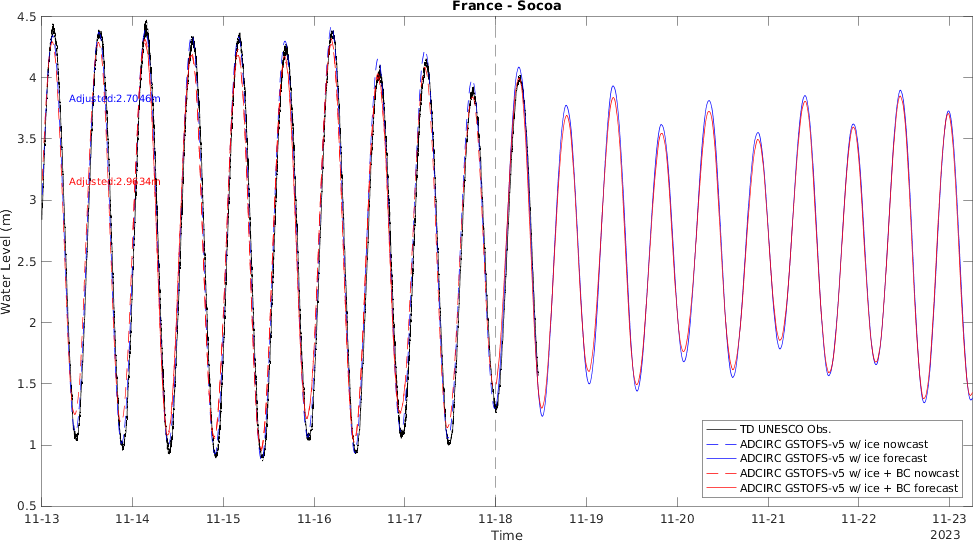 France - Socoa
4.5
4
3.5
3
2.5
2
1.5
1
0.5
Water Level (m)
Adjusted:2.7046m
Adjusted:2.9634m
TD UNESCO Obs.
ADCIRC GSTOFS-v5 w/ ice nowcast
ADCIRC GSTOFS-v5 w/ ice forecast
ADCIRC GSTOFS-v5 w/ ice + BC nowcast
ADCIRC GSTOFS-v5 w/ ice + BC forecast
11-13 11-14 11-15 11-16 11-17 11-18 11-19 11-20 11-21 11-22 11-23
Time
2023